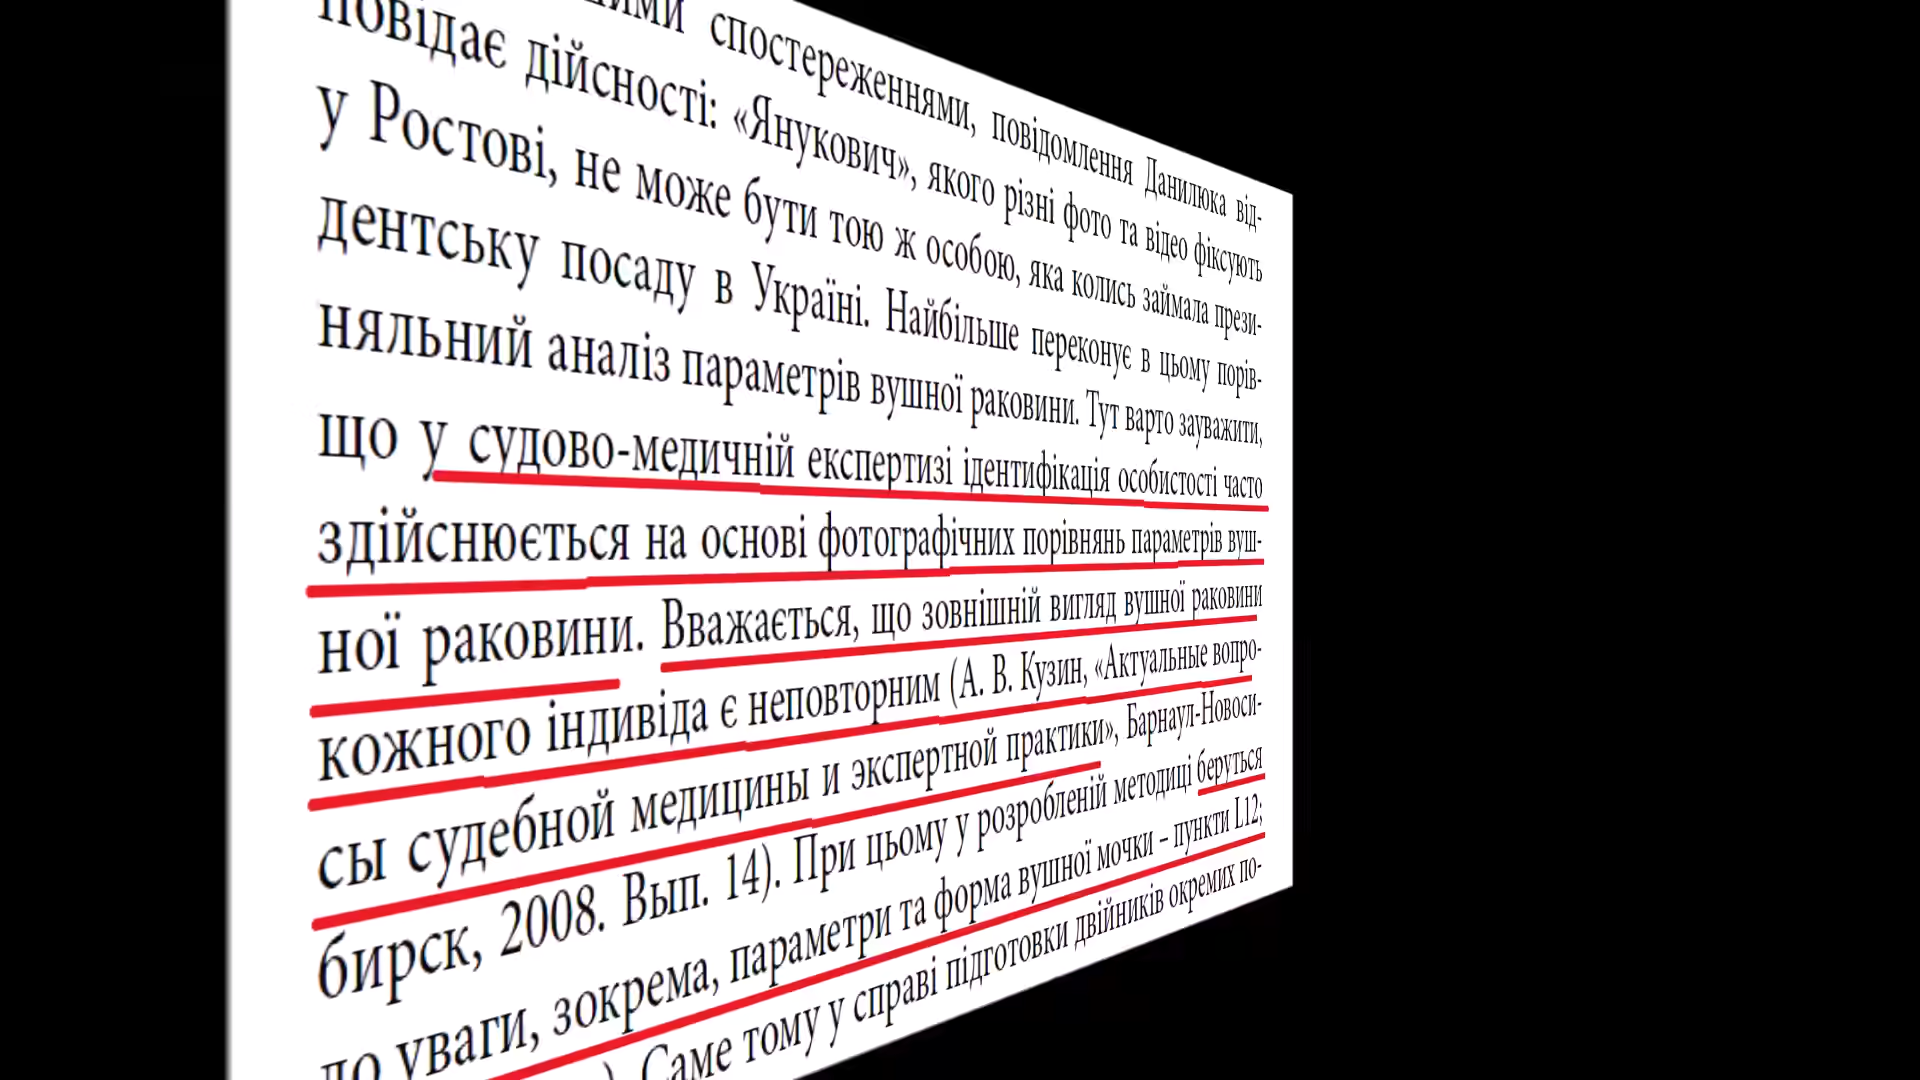 спостереженнями, повідомлення Данилюка від-
повідає дійсності: «Янукович», якого різні фото та відео фіксують
у Ростові, не може бути тою ж особою, яка колись займала прези-
дентську посаду в Україні. Найбільше переконує в цьому порів-
няльний аналіз параметрів вушної раковини. Тут варто зауважити,
що у судово-медичній експертизі ідентифікація особистості часто
здійснюється на основі фотографічних порівнянь параметрів вуш-
ної раковини. Вважається, що зовнішній вигляд вушної раковини
кожного індивіда є неповторним (А. В. Кузин, «Актуальные вопро-
сы судебной медицины и экспертной практики», Барнаул-Новоси-
бирск, 2008. Вып. 14). При цьому у розробленій методиці беруться
до уваги, зокрема, параметри та форма вушної мочки – пункти L12;
). Саме тому у справі підготовки двійників окремих по-